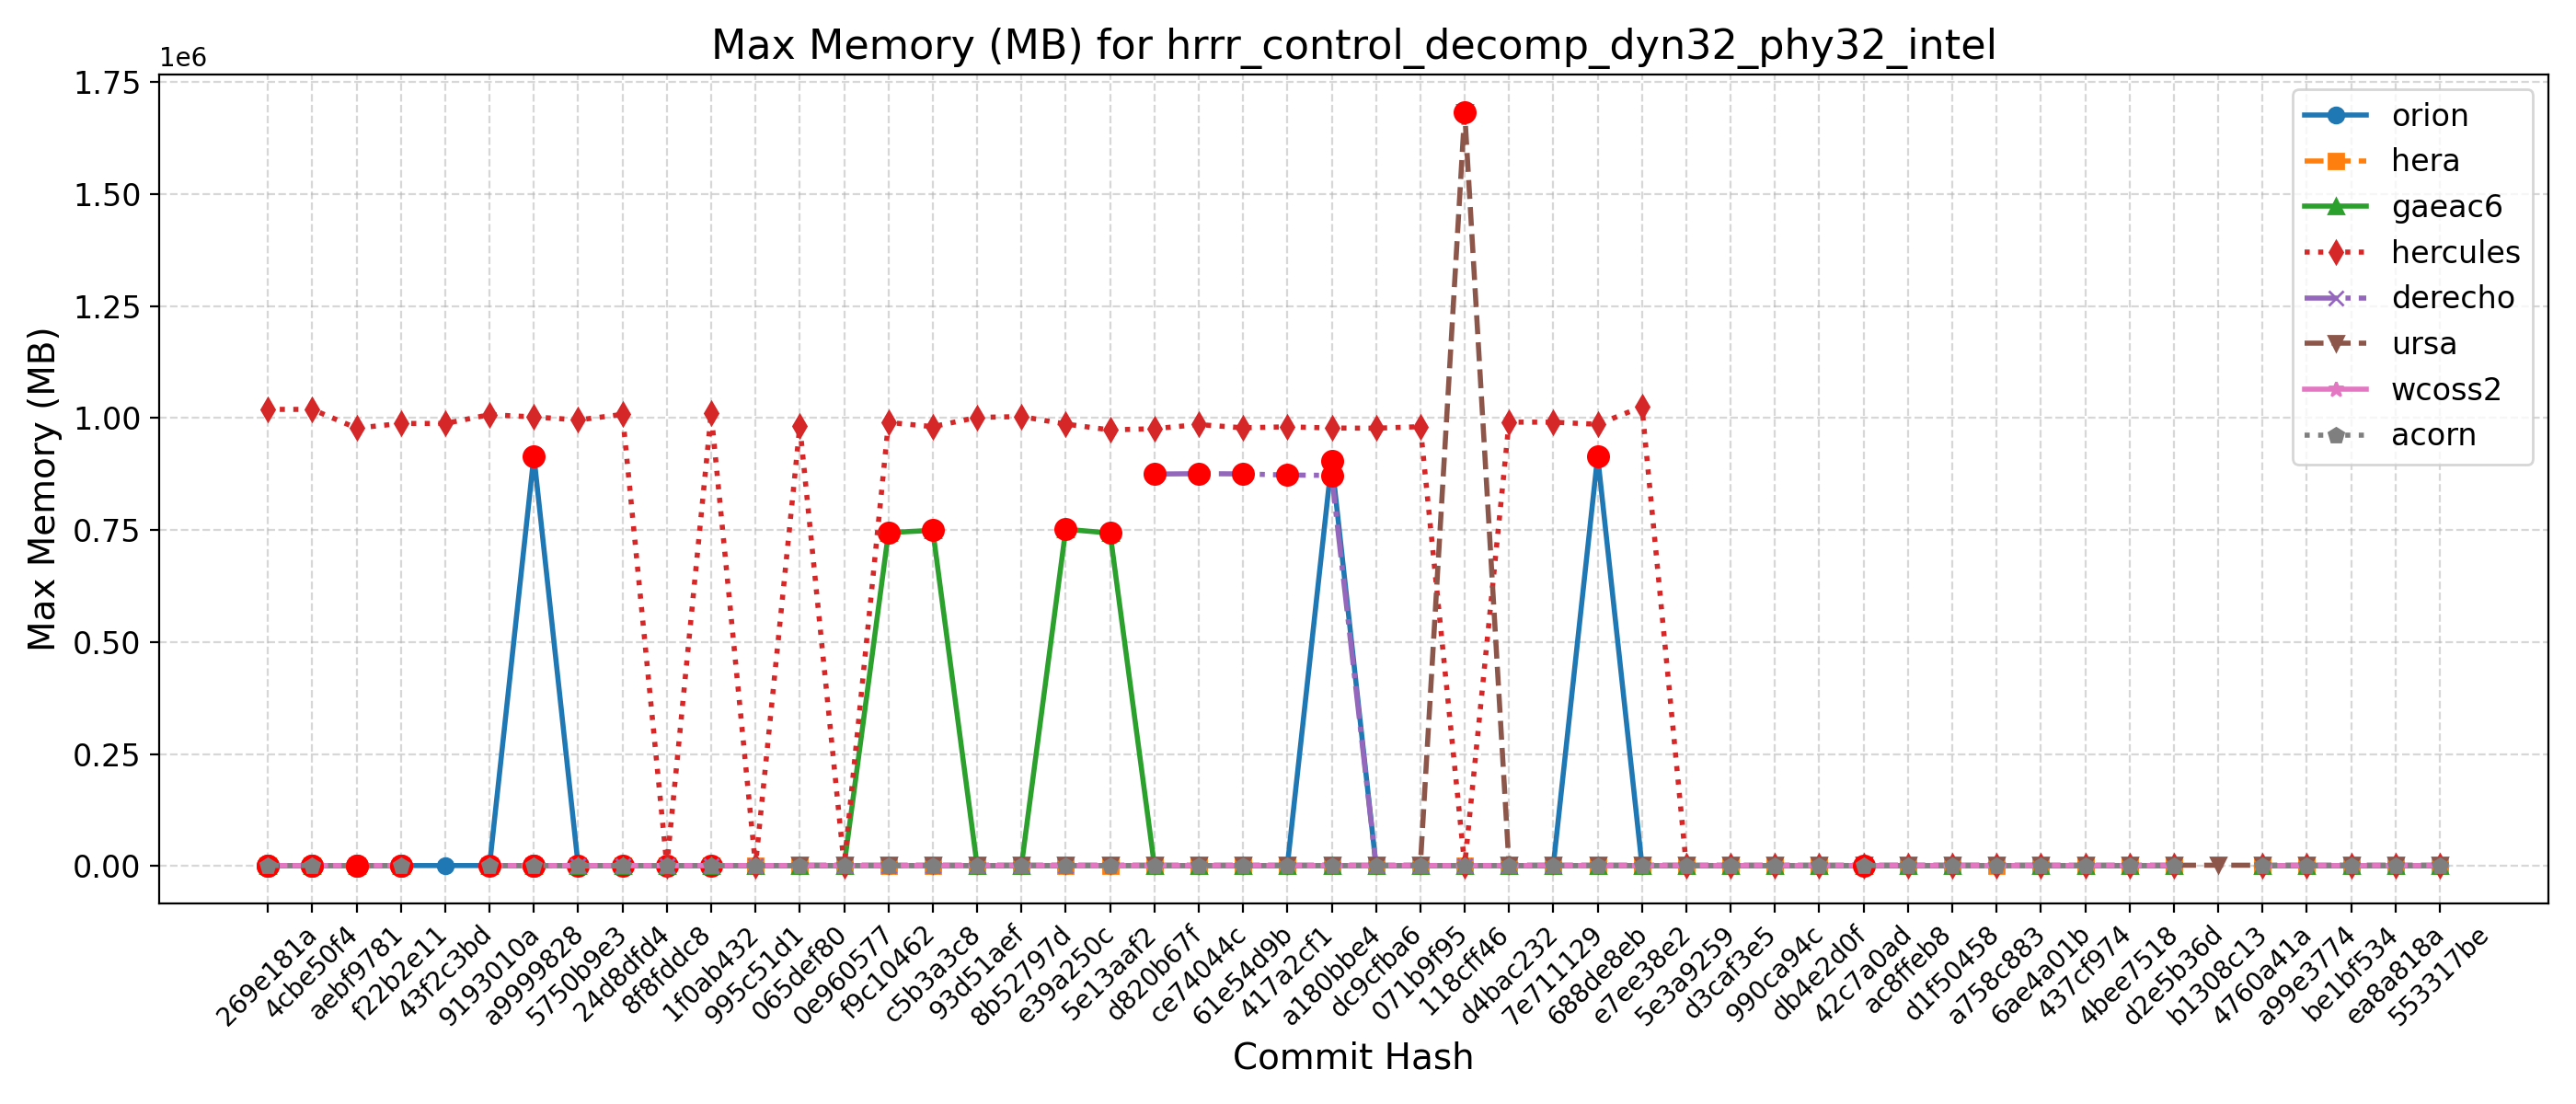 Max Memory (MB) for hrrr_control_decomp_dyn32_phy32_intel
1e6
1.75
1.50
1.25
1.00
0.75
0.50
0.25
0.00
Max Memory (MB)
orion
hera
gaeac6
hercules
derecho
ursa
wcoss2
acorn
269e181a
4cbe50f4
aebf9781
f22b2e11
43f2c3bd
9193010a
a9999828
5750b9e3
24d8dfd4
8f8fddc8
1f0ab432
995c51d1
065def80
0e960577
f9c10462
c5b3a3c8
93d51aef
8b52797d
e39a250c
5e13aaf2
d820b67f
ce74044c
61e54d9b
417a2cf1
a180bbe4
dc9cfba6
071b9f95
118cff46
d4bac232
7e711129
688de8eb
e7ee38e2
5e3a9259
d3caf3e5
990ca94c
db4e2d0f
42c7a0ad
ac8ffeb8
d1f50458
a758c883
6ae4a01b
437cf974
4bee7518
d2e5b36d
b1308c13
4760a41a
a99e3774
be1bf534
ea8a818a
553317be
Commit Hash